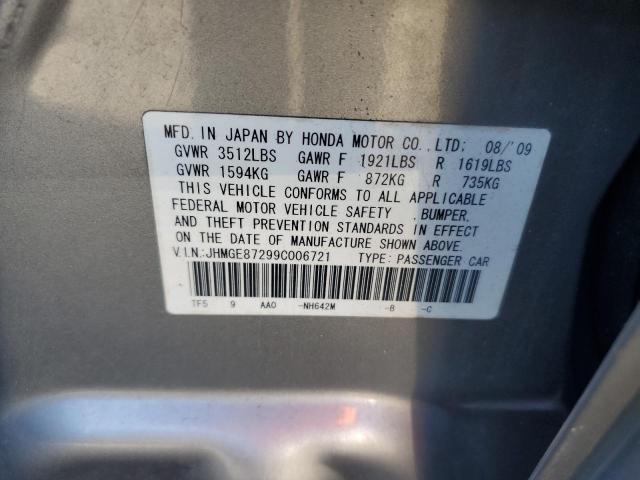 MFD. IN JAPAN BY HONDA MOTOR CO.,LTD: 08/'09
GVWR 3512LBS GAWR F 1921LBS R 1619LBS
GVWR 1594KG GAWR F 872KG R 735KG
THIS VEHICLE CONFORMS TO ALL APPLICABLE
FEDERAL MOTOR VEHICLE SAFETY ,BUMPER,
AND THEFT PREVENTION STANDARDS IN EFFECT
ON THE DATE OF MANUFACTURE SHOWN ABOVE.
V.I.N.:JHMGE87299C006721 TYPE: PASSENGER CAR
TF5 9 AAO -NH642M -B -C